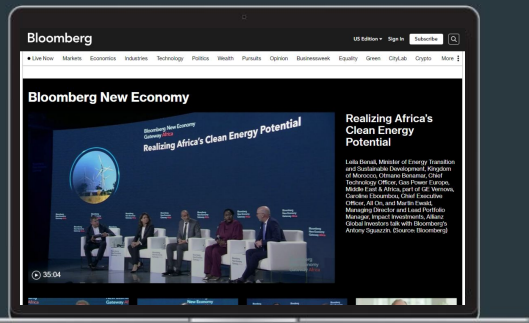 Bloomberg
US Edition Sign In Subscribe
Live Now Markets Economics Industries Technology Politics Wealth Pursuits Opinion Businessweek Equality Green CityLab Crypto More
Bloomberg New Economy
Bloomberg New Economy
Gateway Africa
Realizing Africa's Clean Energy Potential
35:04
Realizing Africa's
Clean Energy
Potential
Leila Benali, Minister of Energy Transition
and Sustainable Development, Kingdom
of Morocco, Otmane Benamar, Chief
Technology Officer, Gas Power Europe,
Middle East & Africa, part of GE Vernova,
Caroline Eboumbou, Chief Executive
Officer, All On, and Martin Ewald,
Managing Director and Lead Portfolio
Manager, Impact Investments, Allianz
Global Investors talk with Bloomberg's
Antony Sguazzin. (Source: Bloomberg)
New Economy